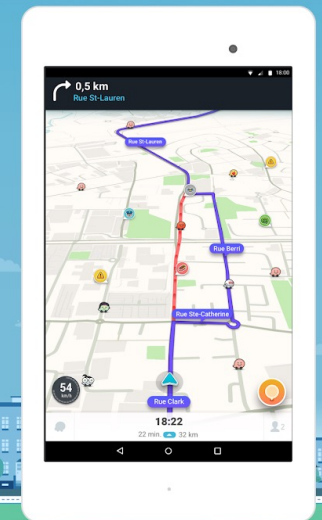 18:00
0,5 km
Rue St-Lauren
Rue St-Lauren
Rue Berri
Rue Ste-Catherine
54
km/h
Rue Clark
18:22
22 min. 32 km
2